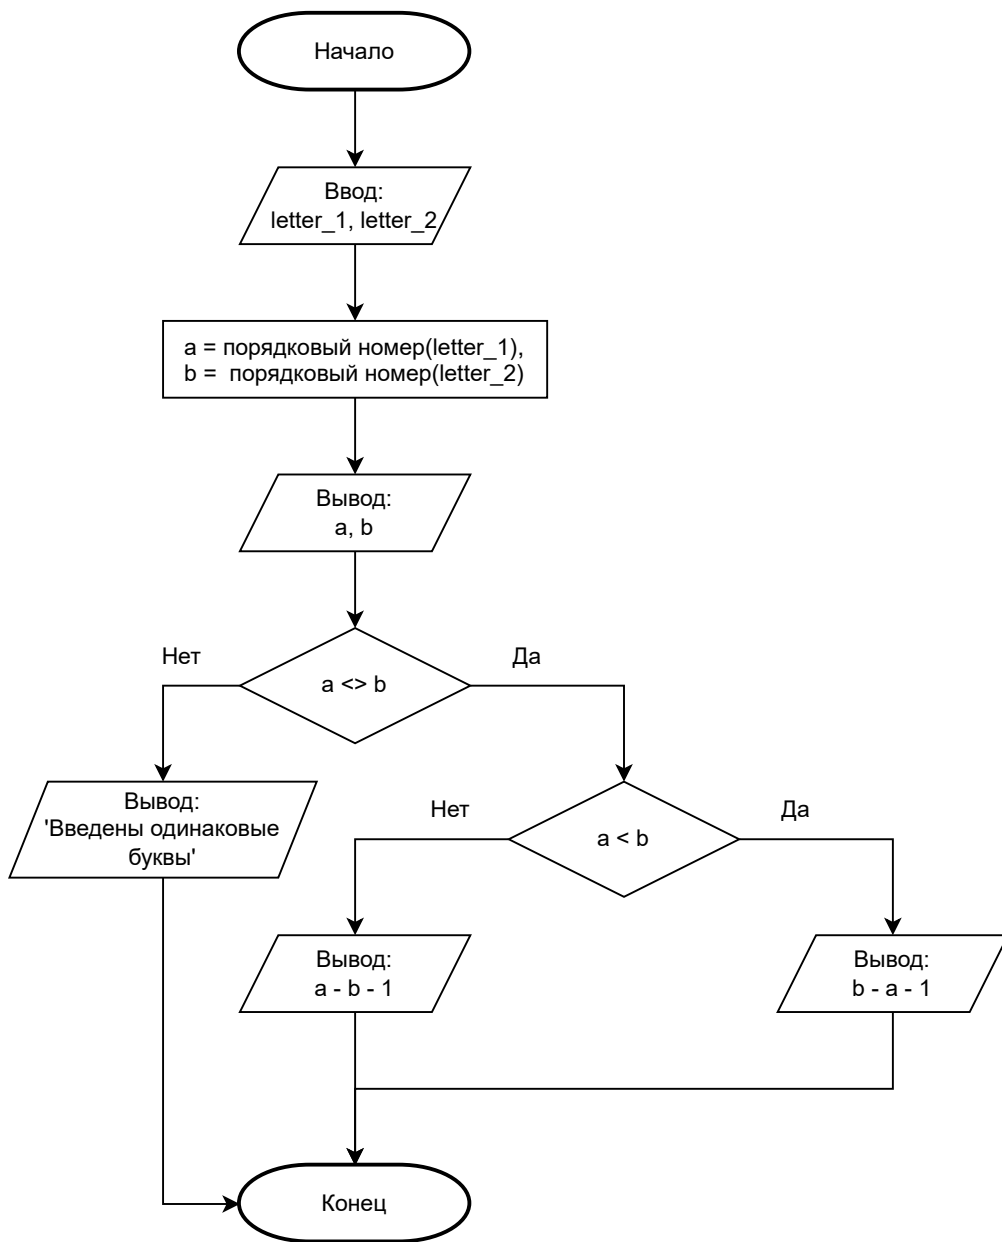 Начало
Ввод:
letter_1, letter_2
a = порядковый номер(letter_1),
b =  порядковый номер(letter_2)
Вывод:
a, b
Нет
Да
a <> b
Вывод:
'Введены одинаковые
буквы'
Нет
Да
a < b
Вывод:
a - b - 1
Вывод:
b - a - 1
Конец